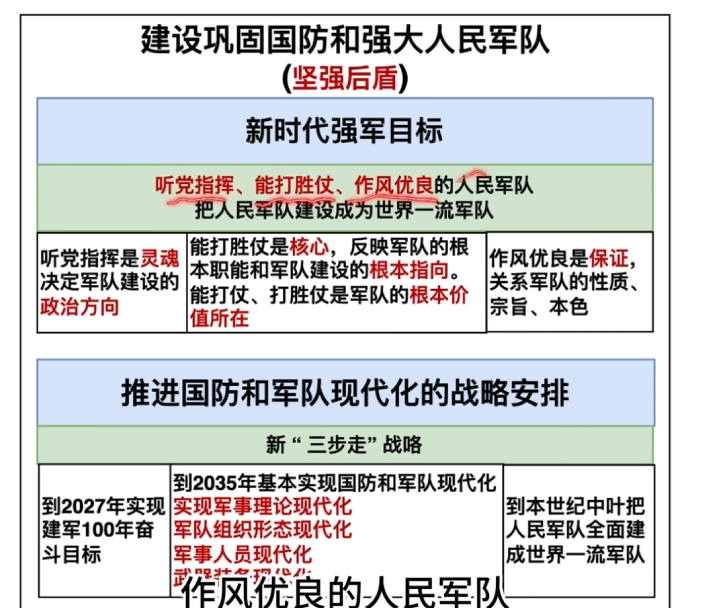 建设巩固国防和强大人民军队
(坚强后盾)
新时代强军目标
听党指挥、能打胜仗、作风优良的人民军队
把人民军队建设成为世界一流军队
听党指挥是灵魂
决定军队建设的
政治方向
能打胜仗是核心，反映军队的根
本职能和军队建设的根本指向。
能打仗、打胜仗是军队的根本价
值所在
作风优良是保证，
关系军队的性质、
宗旨、本色
推进国防和军队现代化的战略安排
新“三步走”战略
到2027年实现
建军100年奋
斗目标
到2035年基本实现国防和军队现代化
实现军事理论现代化
军队组织形态现代化
军事人员现代化
武器装备现代化
到本世纪中叶把
人民军队全面建
成世界一流军队
作风优良的人民军队